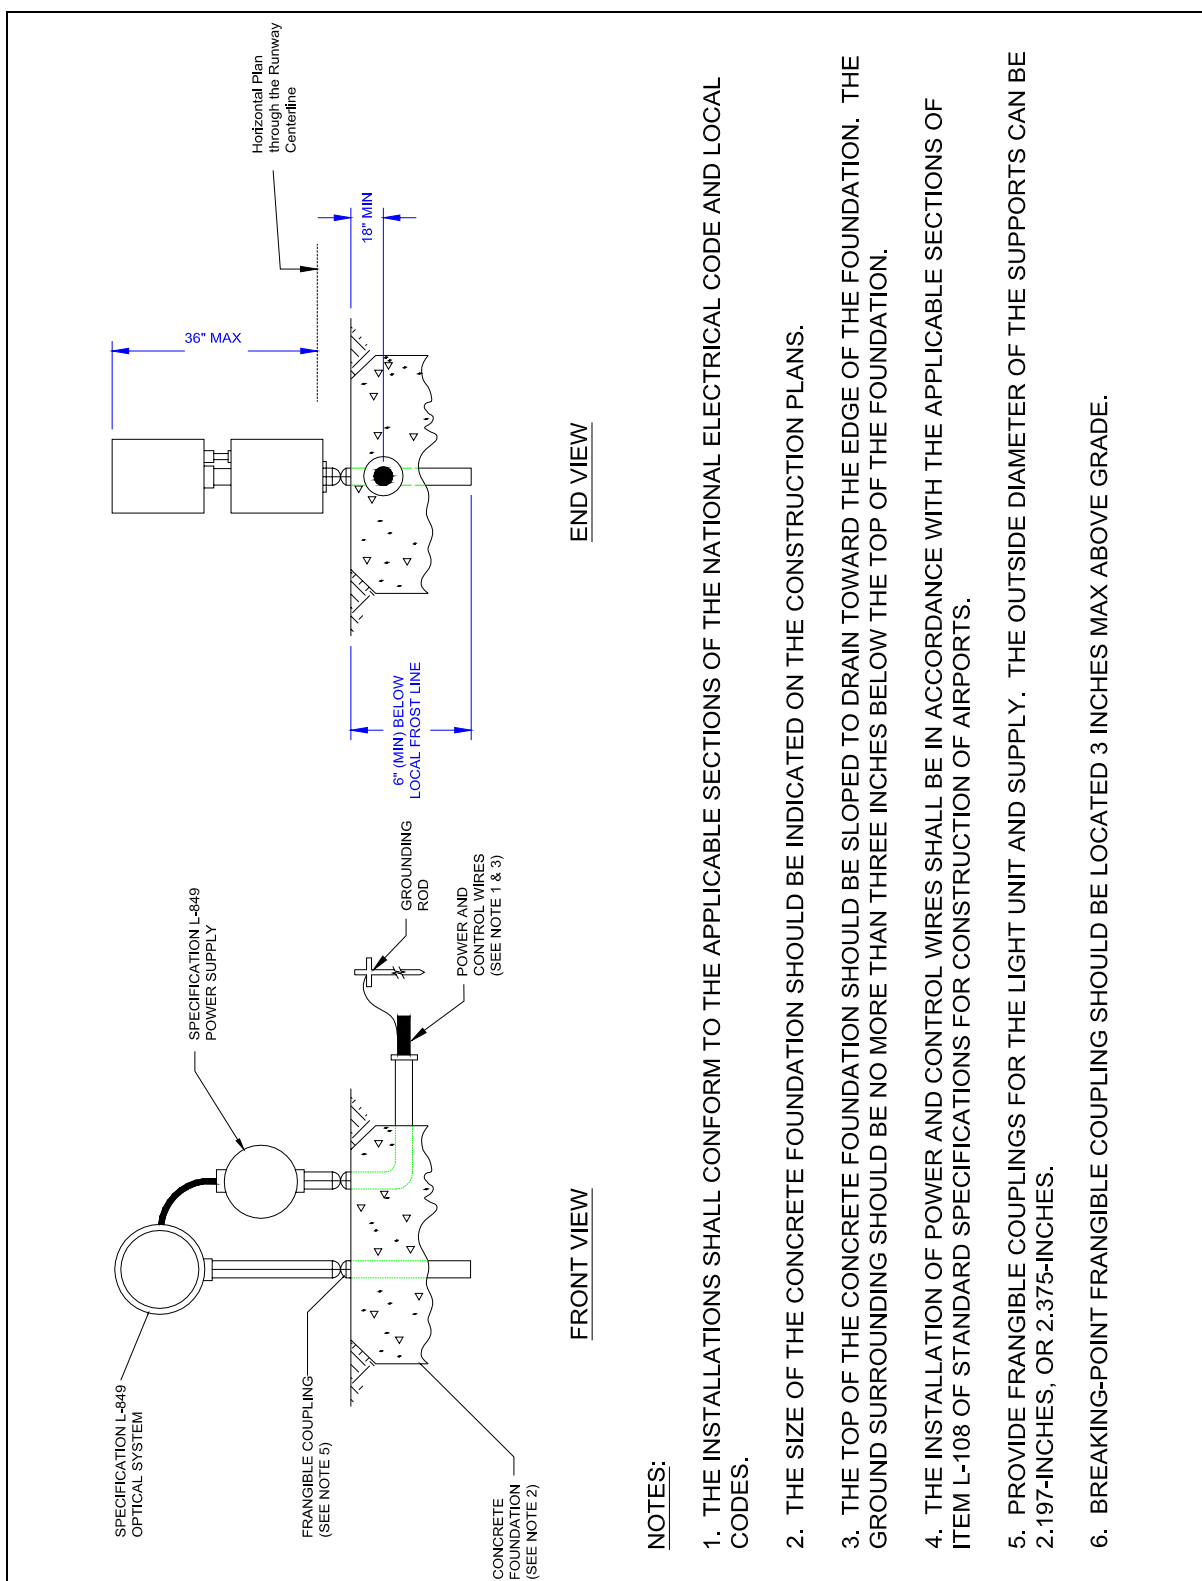 SPECIFICATION L-849
OPTICAL SYSTEM
SPECIFICATION L-849
POWER SUPPLY
FRANGIBLE COUPLING
(SEE NOTE 5)
CONCRETE
FOUNDATION
(SEE NOTE 2)
GROUNDING
ROD
POWER AND
CONTROL WIRES
(SEE NOTE 1 & 3)
FRONT VIEW
36" MAX
Horizontal Plan
through the Runway
Centerline
18" MIN
6" (MIN) BELOW
LOCAL FROST LINE
END VIEW
NOTES:
1. THE INSTALLATIONS SHALL CONFORM TO THE APPLICABLE SECTIONS OF THE NATIONAL ELECTRICAL CODE AND LOCAL
CODES.
2. THE SIZE OF THE CONCRETE FOUNDATION SHOULD BE INDICATED ON THE CONSTRUCTION PLANS.
3. THE TOP OF THE CONCRETE FOUNDATION SHOULD BE SLOPED TO DRAIN TOWARD THE EDGE OF THE FOUNDATION. THE
GROUND SURROUNDING SHOULD BE NO MORE THAN THREE INCHES BELOW THE TOP OF THE FOUNDATION.
4. THE INSTALLATION OF POWER AND CONTROL WIRES SHALL BE IN ACCORDANCE WITH THE APPLICABLE SECTIONS OF
ITEM L-108 OF STANDARD SPECIFICATIONS FOR CONSTRUCTION OF AIRPORTS.
5. PROVIDE FRANGIBLE COUPLINGS FOR THE LIGHT UNIT AND SUPPLY. THE OUTSIDE DIAMETER OF THE SUPPORTS CAN BE
2.197-INCHES, OR 2.375-INCHES.
6. BREAKING-POINT FRANGIBLE COUPLING SHOULD BE LOCATED 3 INCHES MAX ABOVE GRADE.